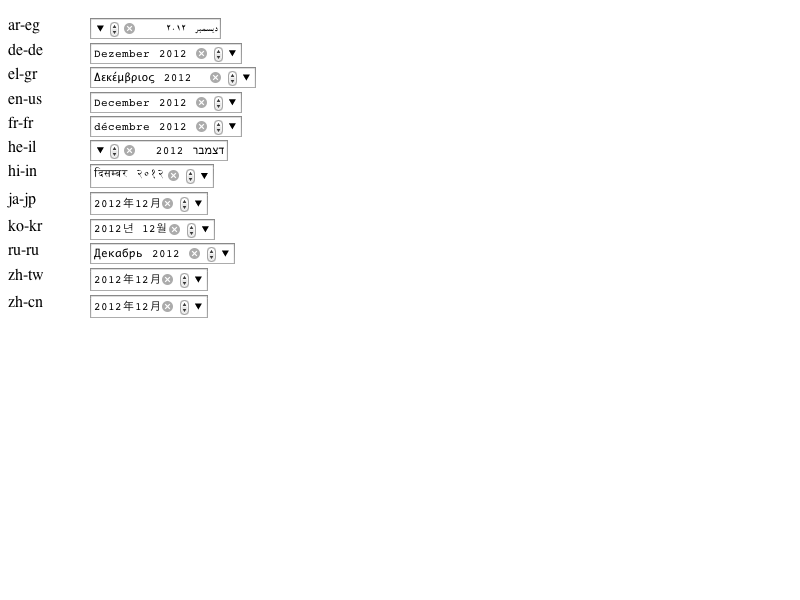 ar-eg ديسمبر ٢٠١٢
de-de Dezember 2012
el-gr Δεκέμβριος 2012
en-us December 2012
fr-fr décembre 2012
he-il דצמבר 2012
hi-in दिसम्बर २०१२
ja-jp 2012年12月
ko-kr 2012년 12월
ru-ru Декабрь 2012
zh-tw 2012年12月
zh-cn 2012年12月